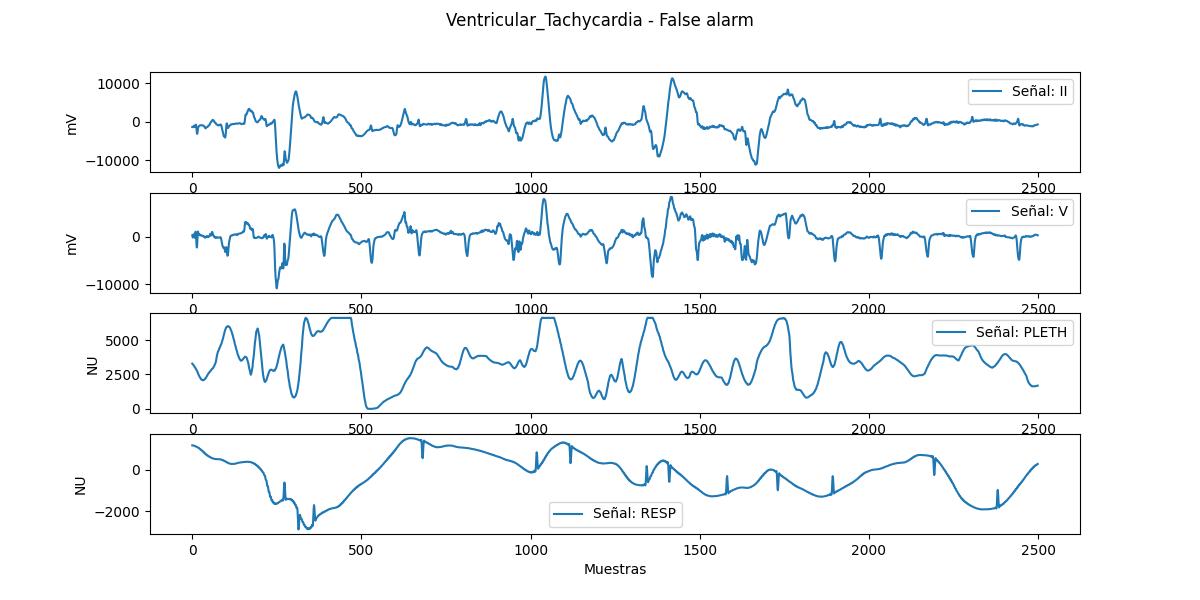 Ventricular_Tachycardia - False alarm
10000
0
−10000
mV
Señal: II
0 500 1000 1500 2000 2500
0
−10000
mV
Señal: V
0 500 1000 1500 2000 2500
5000
2500
0
NU
Señal: PLETH
0 500 1000 1500 2000 2500
0
−2000
NU
Señal: RESP
0 500 1000 1500 2000 2500
Muestras